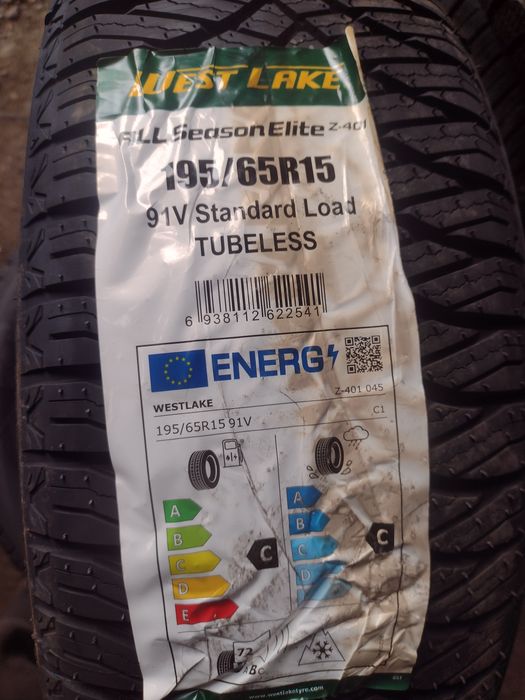 WEST LAKE
ALL Season Elite Z-401
195/65R15
91V Standard Load
TUBELESS
6 938112 622541
ENERG
WESTLAKE
Z-401 045
195/65R15 91V
C1
A
B
C
D
E
C
A
B
C
D
C
72
ABC
www.westlaketyre.com